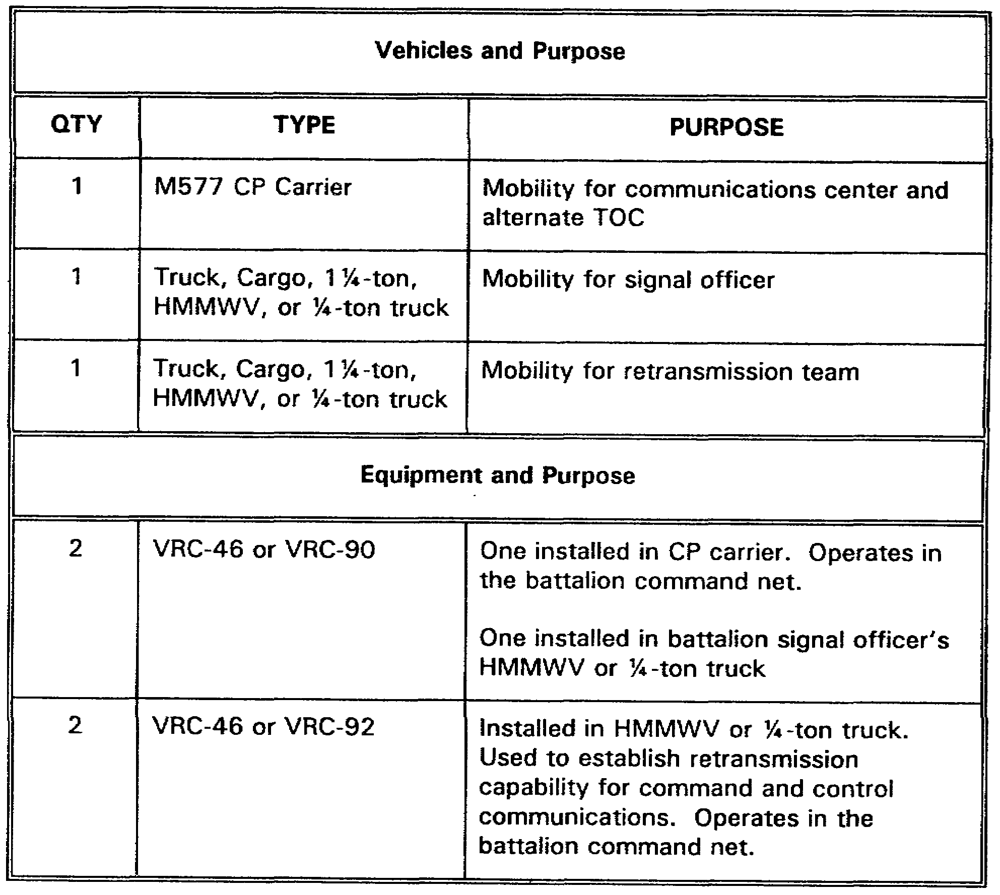 Vehicles and Purpose
QTY TYPE PURPOSE
1 M577 CP Carrier Mobility for communications center and
alternate TOC
1 Truck, Cargo, 1¼-ton, Mobility for signal officer
HMMWV, or ¼-ton truck
1 Truck, Cargo, 1¼-ton, Mobility for retransmission team
HMMWV, or ¼-ton truck
Equipment and Purpose
2 VRC-46 or VRC-90 One installed in CP carrier. Operates in
the battalion command net.
One installed in battalion signal officer's
HMMWV or ¼-ton truck
2 VRC-46 or VRC-92 Installed in HMMWV or ¼-ton truck.
Used to establish retransmission
capability for command and control
communications. Operates in the
battalion command net.